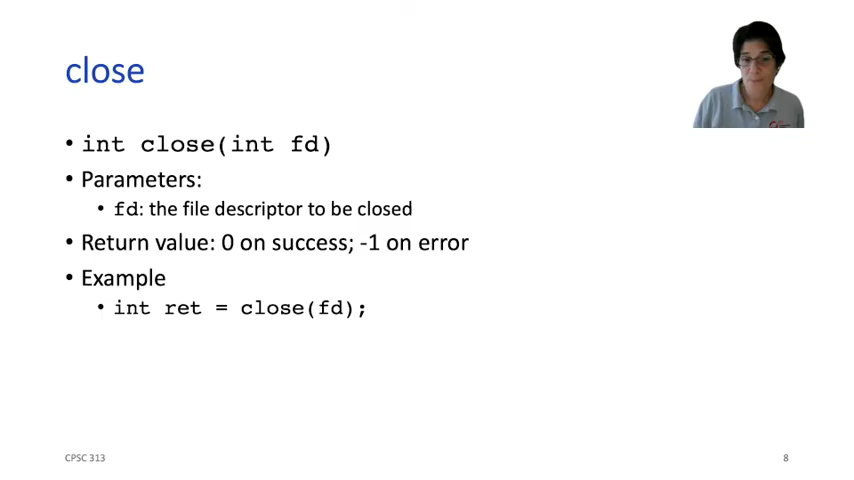 close
• int close(int fd)
• Parameters:
• fd: the file descriptor to be closed
• Return value: 0 on success; -1 on error
• Example
• int ret = close(fd);
CPSC 313
8